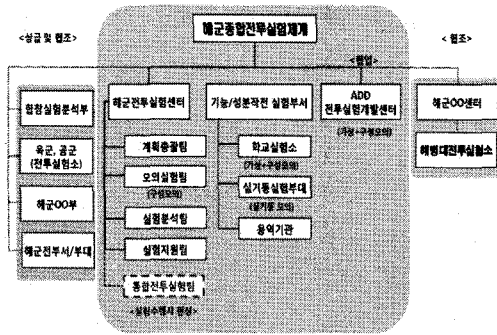 해군종합전투실험체계
<상급 및 협조>
<협업>
<협조>
합참실험분석부
육군, 공군
(전투실험소)
해군OO부
해군전부서/부대
해군전투실험센터
계획총괄팀
모의실험팀
(구성모의)
실험분석팀
실험지원팀
통합전투실험팀
<실험수행시 편성>
기능/성분작전 실험부서
학교실험소
(가상+구성모의)
실기동실험부대
(실기동 모의)
용역기관
ADD
전투실험개발센터
(가상+구성모의)
해군OO센터
해병대전투실험소